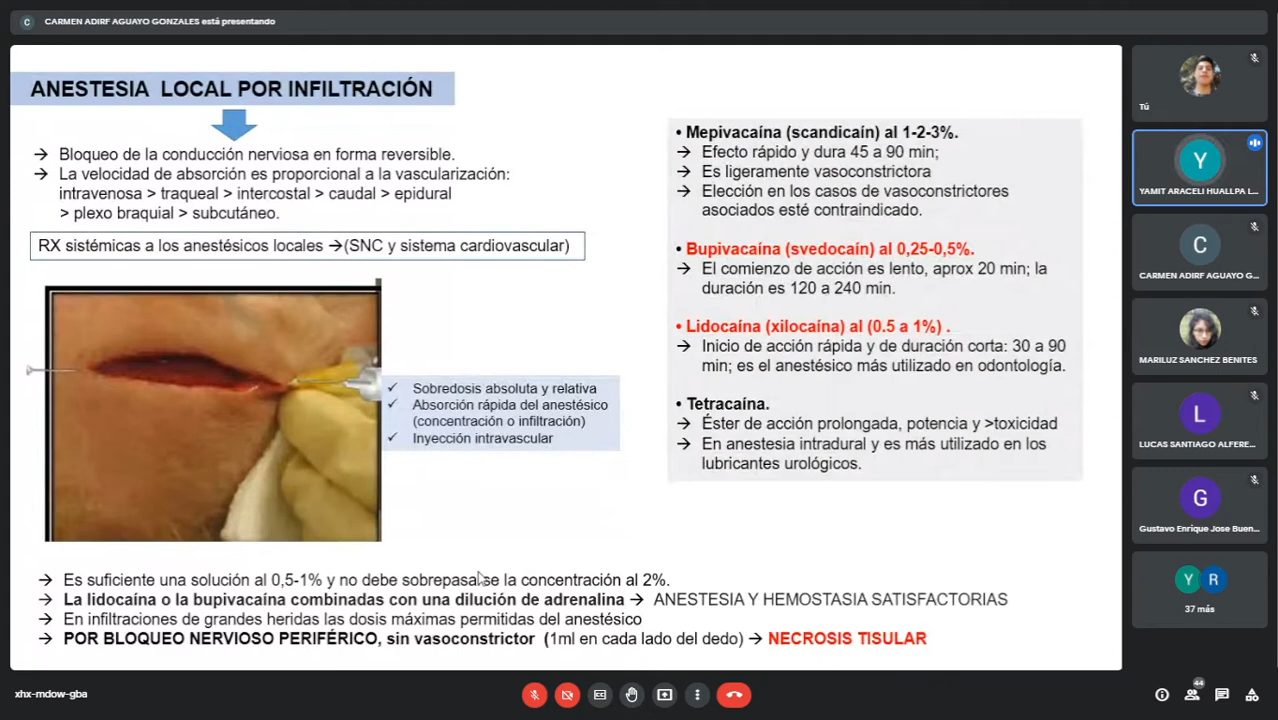 C
CARMEN ADIRF AGUAYO GONZALES está presentando
ANESTESIA LOCAL POR INFILTRACIÓN
→ Bloqueo de la conducción nerviosa en forma reversible.
→ La velocidad de absorción es proporcional a la vascularización:
intravenosa > traqueal > intercostal > caudal > epidural
> plexo braquial > subcutáneo.
RX sistémicas a los anestésicos locales →(SNC y sistema cardiovascular)
✓ Sobredosis absoluta y relativa
✓ Absorción rápida del anestésico
(concentración o infiltración)
✓ Inyección intravascular
• Mepivacaína (scandicaín) al 1-2-3%.
→ Efecto rápido y dura 45 a 90 min;
→ Es ligeramente vasoconstrictora
→ Elección en los casos de vasoconstrictores
asociados esté contraindicado.
• Bupivacaína (svedocaín) al 0,25-0,5%.
→ El comienzo de acción es lento, aprox 20 min; la
duración es 120 a 240 min.
• Lidocaína (xilocaína) al (0.5 a 1%) .
→ Inicio de acción rápida y de duración corta: 30 a 90
min; es el anestésico más utilizado en odontología.
• Tetracaína.
→ Éster de acción prolongada, potencia y >toxicidad
→ En anestesia intradural y es más utilizado en los
lubricantes urológicos.
→ Es suficiente una solución al 0,5-1% y no debe sobrepasarse la concentración al 2%.
→ La lidocaína o la bupivacaína combinadas con una dilución de adrenalina → ANESTESIA Y HEMOSTASIA SATISFACTORIAS
→ En infiltraciones de grandes heridas las dosis máximas permitidas del anestésico
→ POR BLOQUEO NERVIOSO PERIFÉRICO, sin vasoconstrictor (1ml en cada lado del dedo) → NECROSIS TISULAR
Tú
Y
YAMIT ARACELI HUALLPA L...
C
CARMEN ADIRF AGUAYO G...
MARILUZ SANCHEZ BENITES
L
LUCAS SANTIAGO ALFERE...
G
Gustavo Enrique Jose Buen...
Y R
37 más
xhx-mdow-gba
44